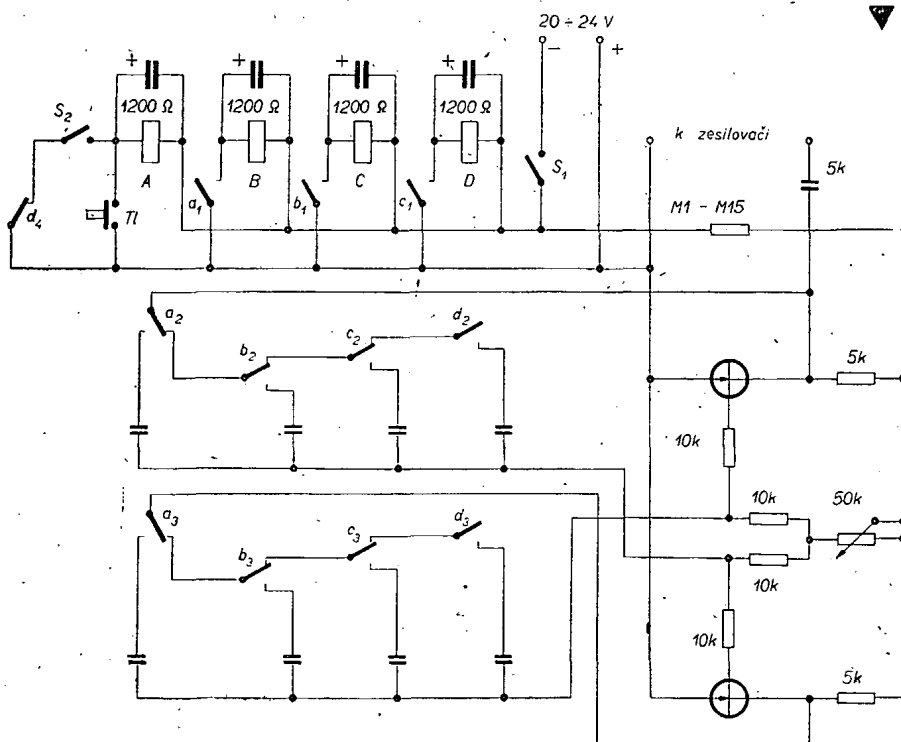 20 ÷ 24 V
+ + + + − +
1200 Ω 1200 Ω 1200 Ω 1200 Ω
S₂
k zesilovači
A B C D S₁
5k
a₁ b₁ c₁
d₄ Tl
M1 – M15
a₂ b₂ c₂ d₂
5k
10k
10k 50k
a₃ b₃ c₃ d₃
10k
10k
5k